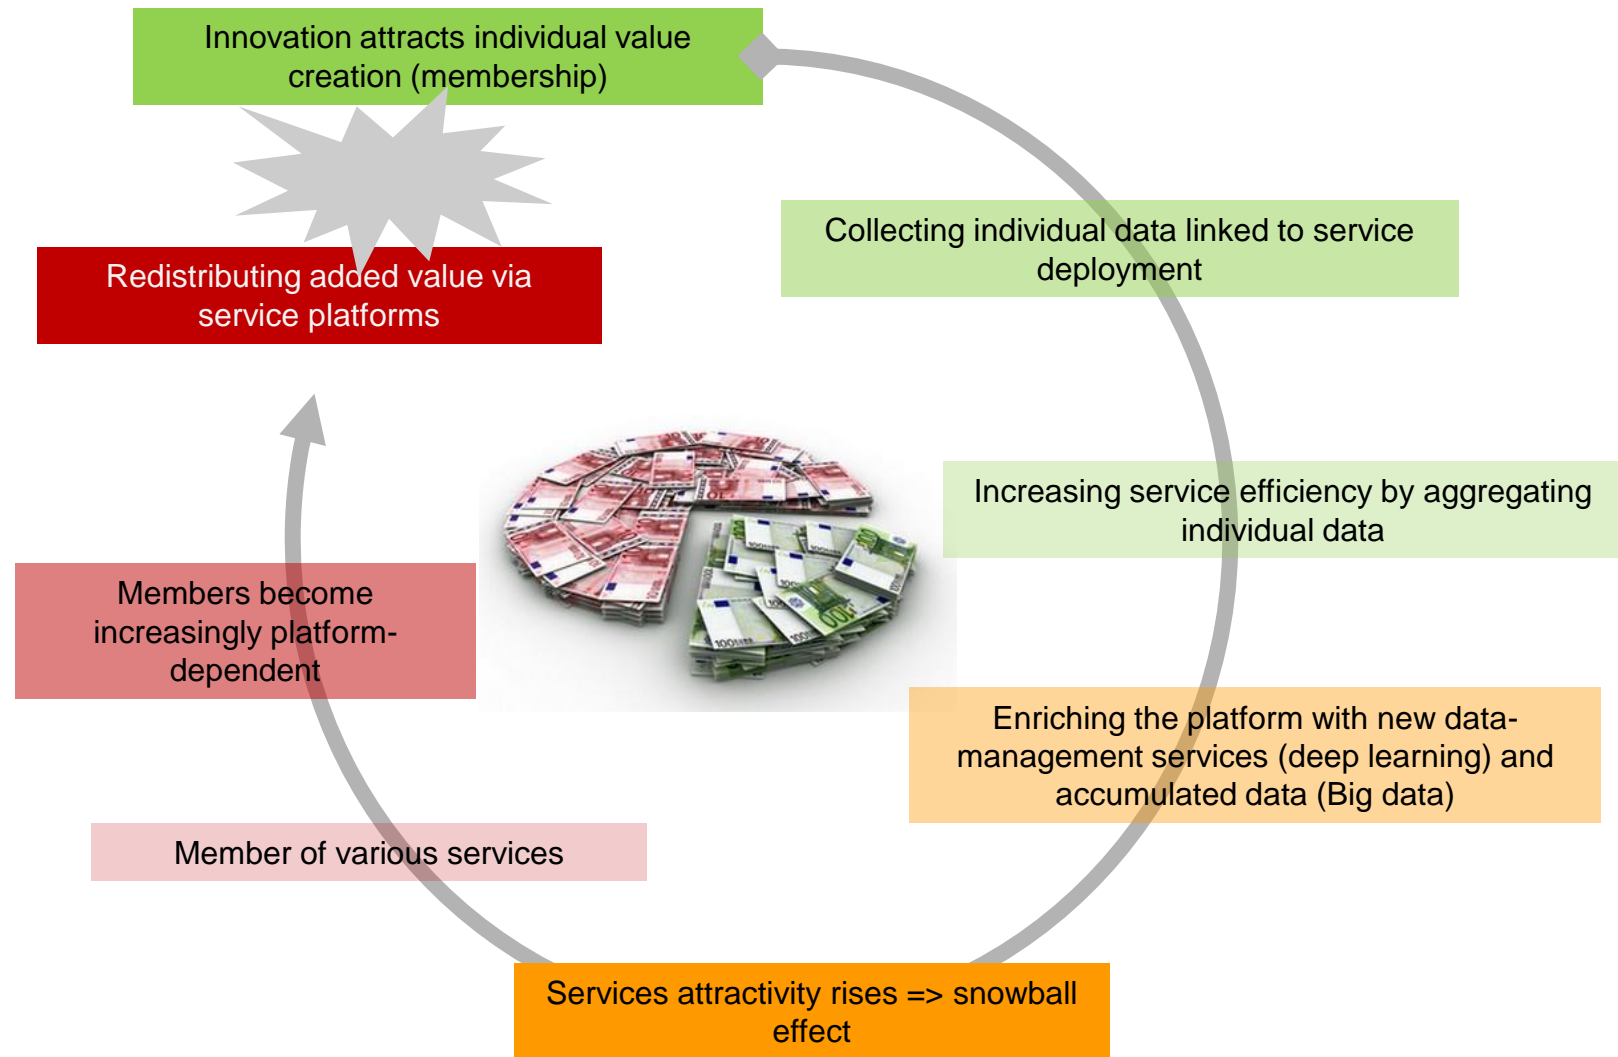 Innovation attracts individual value
creation (membership)
Collecting individual data linked to service
deployment
Redistributing added value via
service platforms
Increasing service efficiency by aggregating
individual data
Members become
increasingly platform-
dependent
Enriching the platform with new data-
management services (deep learning) and
accumulated data (Big data)
Member of various services
Services attractivity rises => snowball
effect